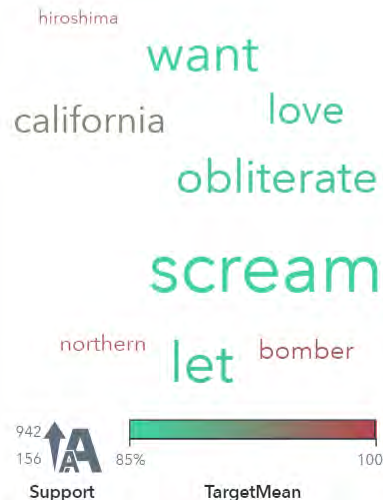 hiroshima
want
love
california
obliterate
scream
northern
let
bomber
942
156
85%
100
Support
TargetMean